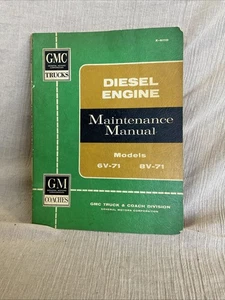 GMC
TRUCKS
DIESEL
ENGINE
Maintenance
Manual
Models
6V-71 8V-71
GM
COACHES
GMC TRUCK & COACH DIVISION
GENERAL MOTORS CORPORATION